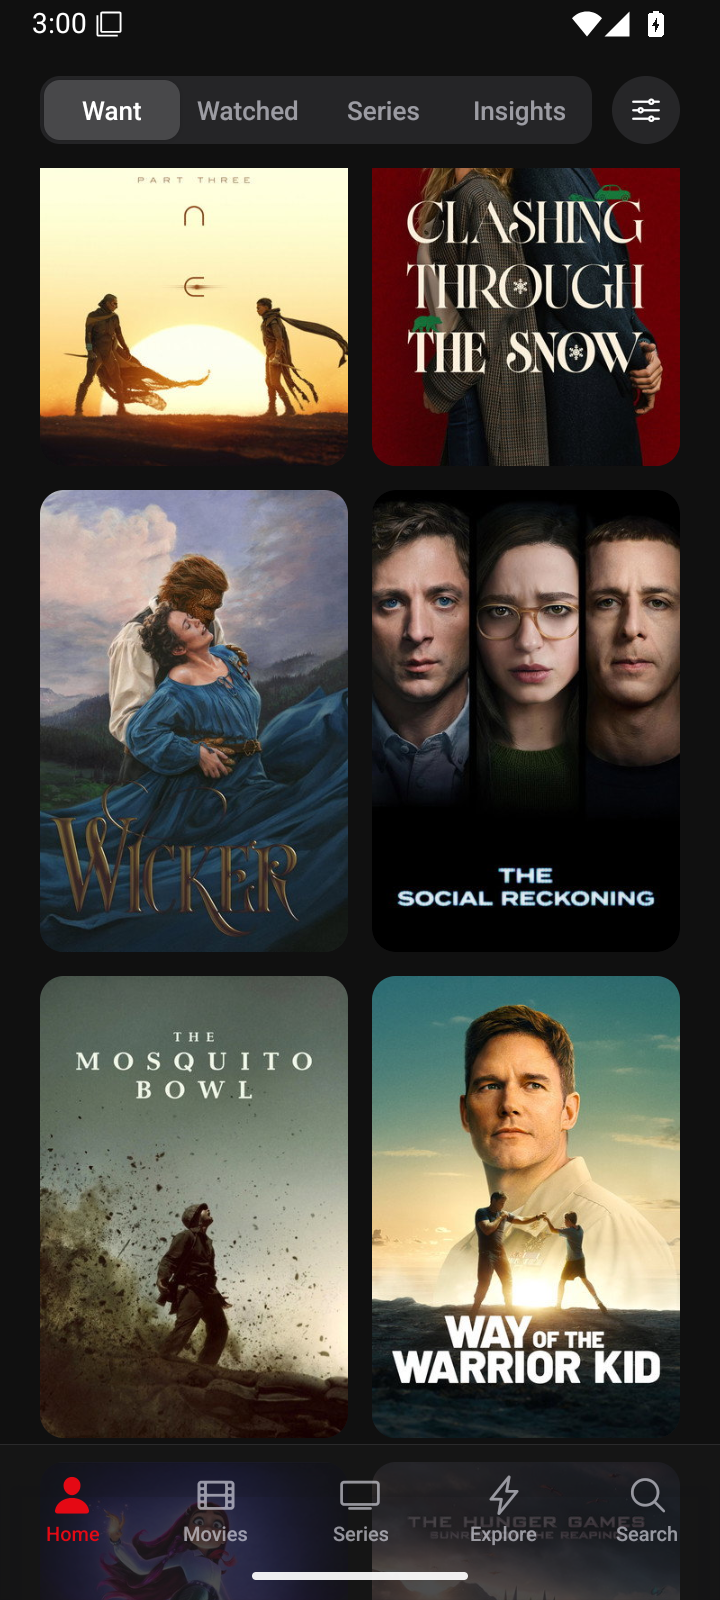 3:00
Want
Watched
Series
Insights
PART THREE
CLASHING
THROUGH
THE SNOW
WICKER
THE
SOCIAL RECKONING
THE
MOSQUITO
BOWL
WAY OF THE
WARRIOR KID
THE HUNGER GAMES
Home
Movies
Series
Explore
Search